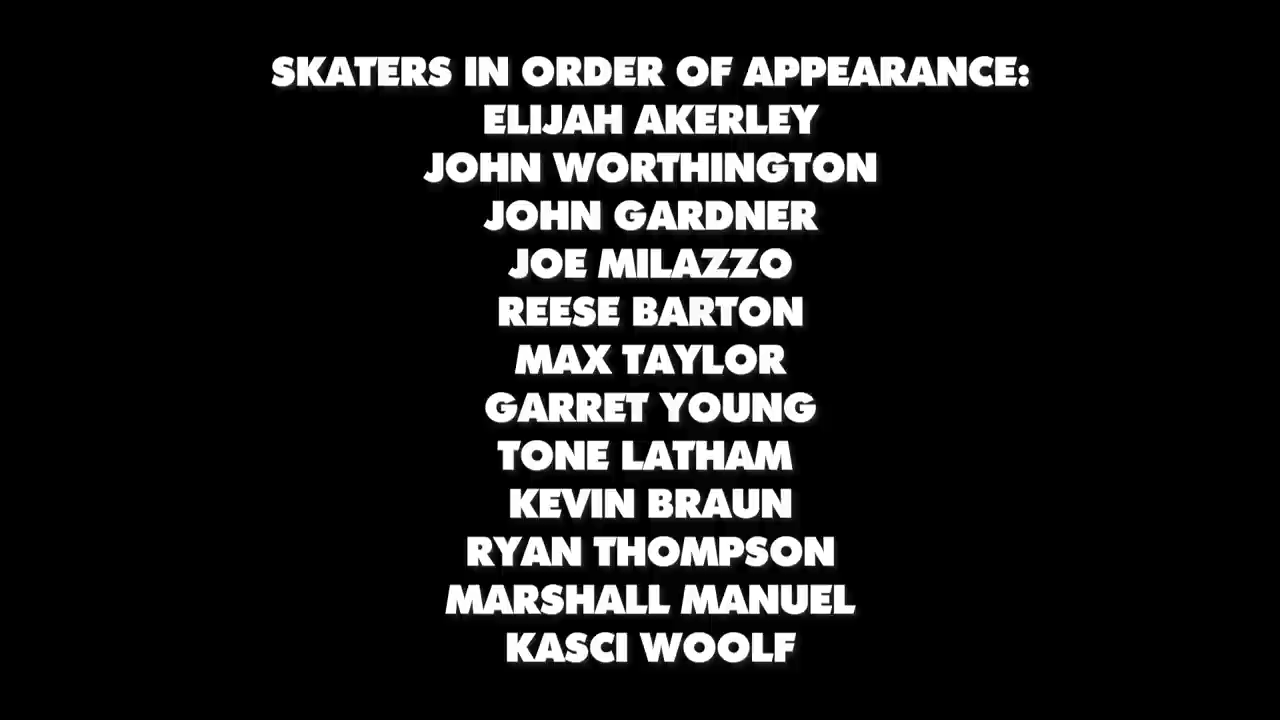 SKATERS IN ORDER OF APPEARANCE:
ELIJAH AKERLEY
JOHN WORTHINGTON
JOHN GARDNER
JOE MILAZZO
REESE BARTON
MAX TAYLOR
GARRET YOUNG
TONE LATHAM
KEVIN BRAUN
RYAN THOMPSON
MARSHALL MANUEL
KASCI WOOLF